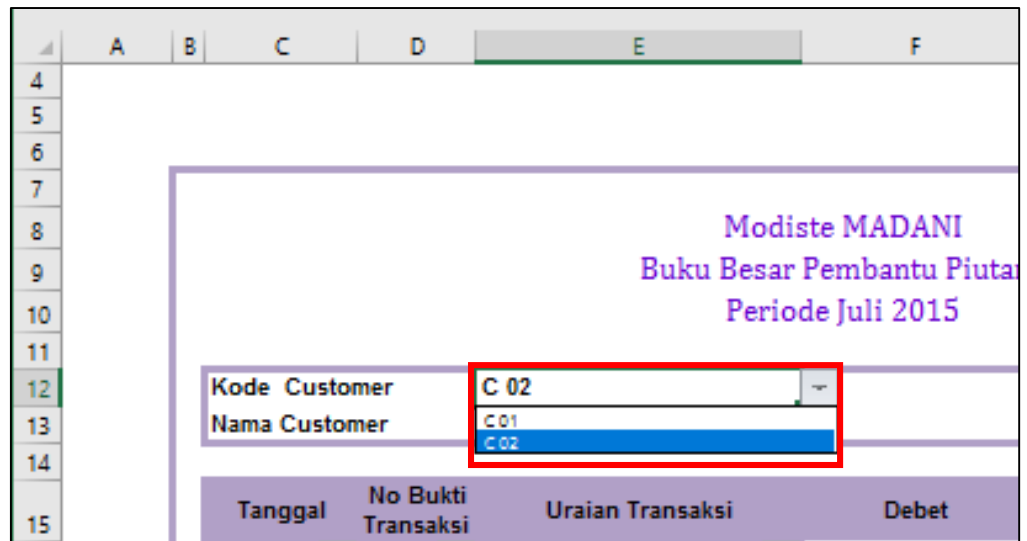 A B C D E F
4
5
6
7
8 Modiste MADANI
9 Buku Besar Pembantu
10 Periode Juli 2015
11
12 Kode Customer C 02
13 Nama Customer C 01
C 02
14
15 Tanggal No Bukti Transaksi Uraian Transaksi Debet